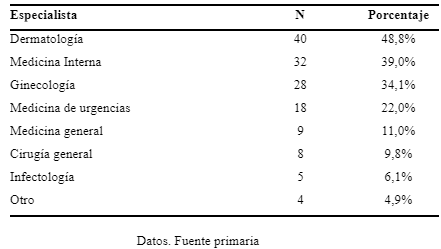 Especialista N Porcentaje
Dermatología 40 48,8%
Medicina Interna 32 39,0%
Ginecología 28 34,1%
Medicina de urgencias 18 22,0%
Medicina general 9 11,0%
Cirugía general 8 9,8%
Infectología 5 6,1%
Otro 4 4,9%
Datos. Fuente primaria